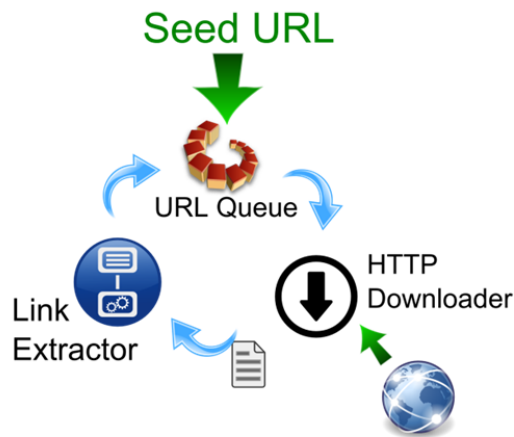 Seed URL
URL Queue
HTTP
Downloader
Link
Extractor